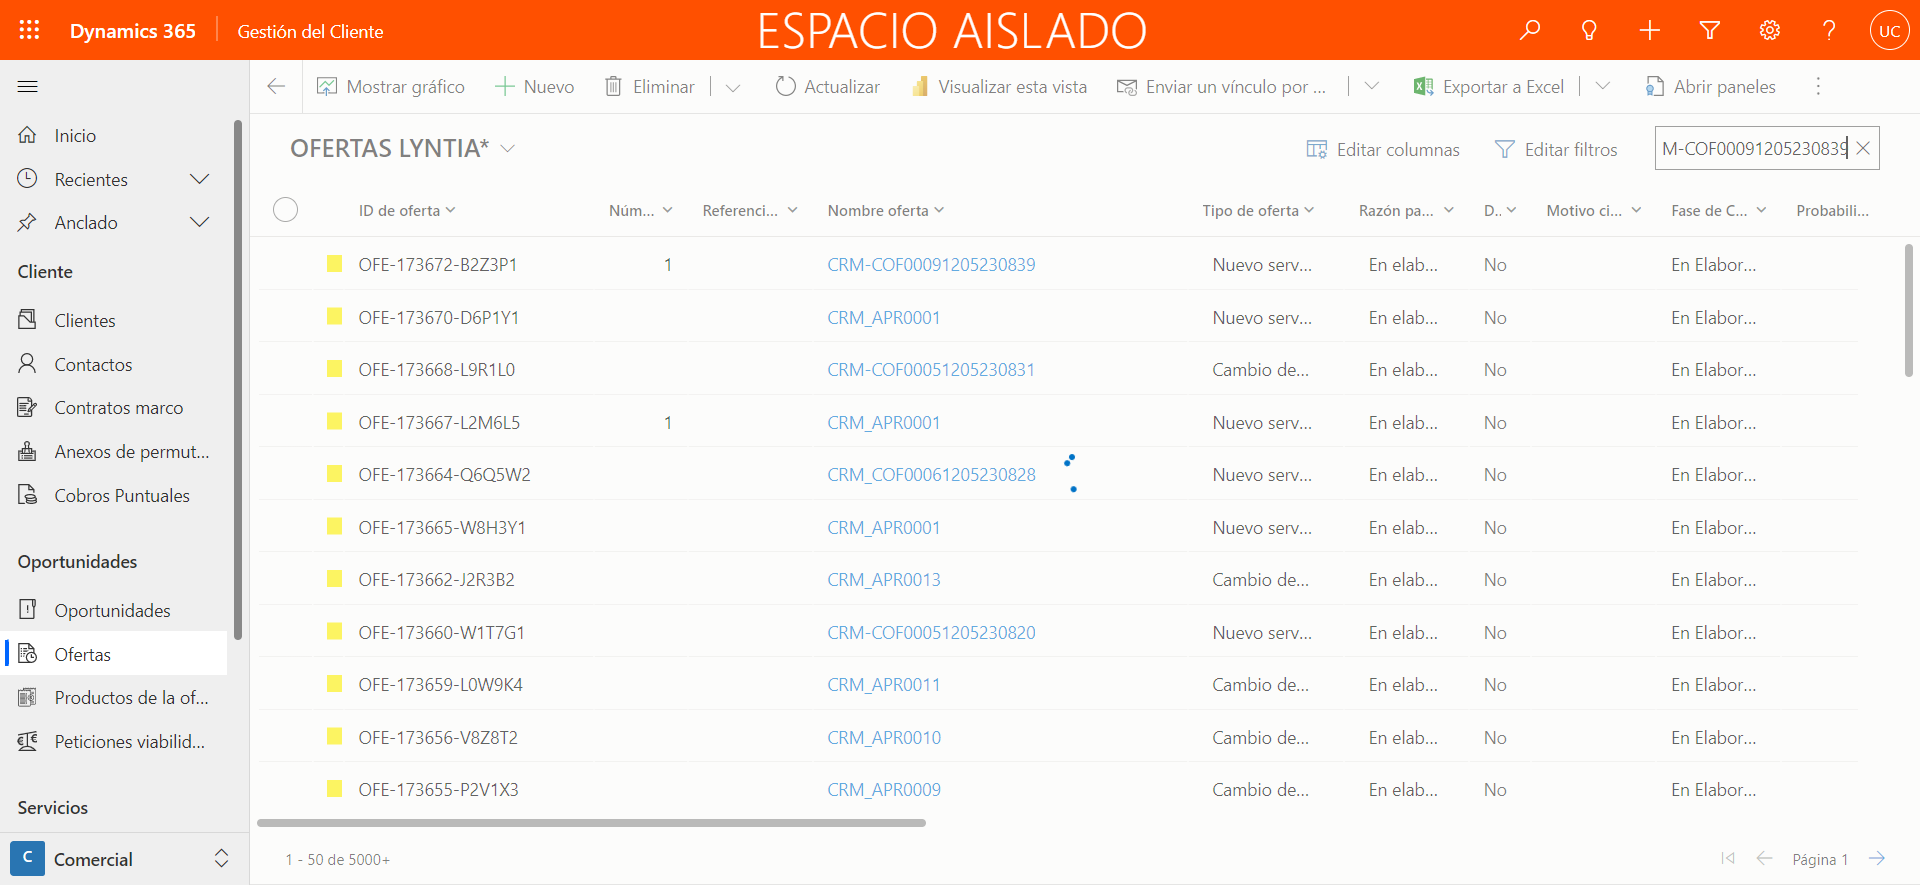 Dynamics 365
Gestión del Cliente
ESPACIO AISLADO
UC
Mostrar gráfico
Nuevo
Eliminar
Actualizar
Visualizar esta vista
Enviar un vínculo por ...
Exportar a Excel
Abrir paneles
Inicio
Recientes
Anclado
Cliente
Clientes
Contactos
Contratos marco
Anexos de permut...
Cobros Puntuales
Oportunidades
Oportunidades
Ofertas
Productos de la of...
Peticiones viabilid...
Servicios
C Comercial
OFERTAS LYNTIA*
Editar columnas
Editar filtros
M-COF00091205230839
ID de oferta Núm... Referenci... Nombre oferta Tipo de oferta Razón pa... D.. Motivo ci... Fase de C... Probabili...
OFE-173672-B2Z3P1 1 CRM-COF00091205230839 Nuevo serv... En elab... No En Elabor...
OFE-173670-D6P1Y1 CRM_APR0001 Nuevo serv... En elab... No En Elabor...
OFE-173668-L9R1L0 CRM-COF00051205230831 Cambio de... En elab... No En Elabor...
OFE-173667-L2M6L5 1 CRM_APR0001 Nuevo serv... En elab... No En Elabor...
OFE-173664-Q6Q5W2 CRM_COF00061205230828 Nuevo serv... En elab... No En Elabor...
OFE-173665-W8H3Y1 CRM_APR0001 Nuevo serv... En elab... No En Elabor...
OFE-173662-J2R3B2 CRM_APR0013 Cambio de... En elab... No En Elabor...
OFE-173660-W1T7G1 CRM-COF00051205230820 Nuevo serv... En elab... No En Elabor...
OFE-173659-L0W9K4 CRM_APR0011 Cambio de... En elab... No En Elabor...
OFE-173656-V8Z8T2 CRM_APR0010 Cambio de... En elab... No En Elabor...
OFE-173655-P2V1X3 CRM_APR0009 Cambio de... En elab... No En Elabor...
1 - 50 de 5000+
Página 1